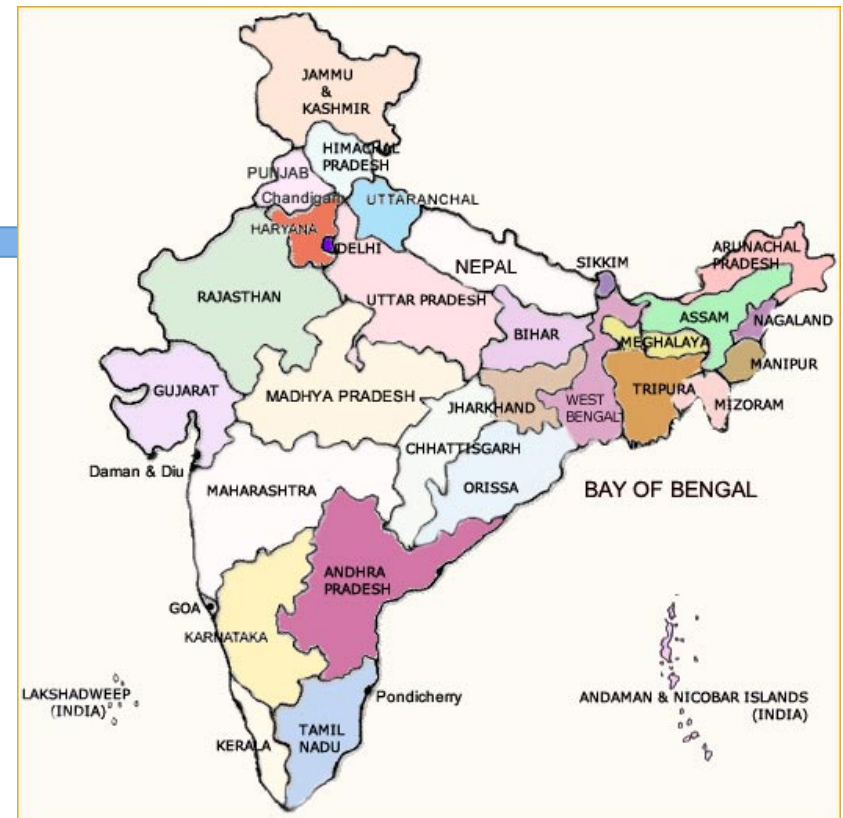 JAMMU
&
KASHMIR
HIMACHAL
PRADESH
PUNJAB
Chandigarh
UTTARANCHAL
HARYANA
DELHI
NEPAL
SIKKIM
ARUNACHAL
PRADESH
RAJASTHAN
UTTAR PRADESH
BIHAR
ASSAM
NAGALAND
MEGHALAYA
MANIPUR
GUJARAT
MADHYA PRADESH
JHARKHAND
WEST
BENGAL
TRIPURA
MIZORAM
CHHATTISGARH
Daman & Diu
MAHARASHTRA
ORISSA
BAY OF BENGAL
ANDHRA
PRADESH
GOA
KARNATAKA
LAKSHADWEEP
(INDIA)
Pondicherry
ANDAMAN & NICOBAR ISLANDS
(INDIA)
KERALA
TAMIL
NADU